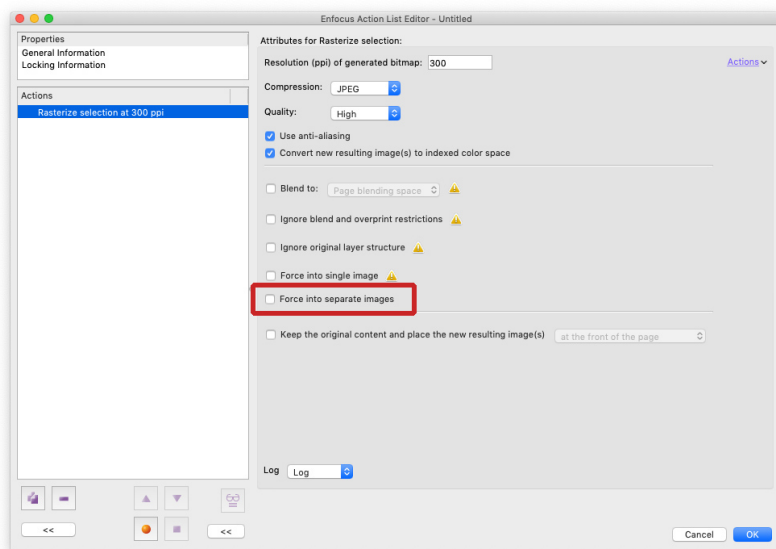 Enfocus Action List Editor - Untitled
Properties
General Information
Locking Information
Actions
Rasterize selection at 300 ppi
<<
<<
Attributes for Rasterize selection:
Resolution (ppi) of generated bitmap: 300
Actions
Compression: JPEG
Quality: High
Use anti-aliasing
Convert new resulting image(s) to indexed color space
Blend to: Page blending space
Ignore blend and overprint restrictions
Ignore original layer structure
Force into single image
Force into separate images
Keep the original content and place the new resulting image(s) at the front of the page
Log Log
Cancel OK